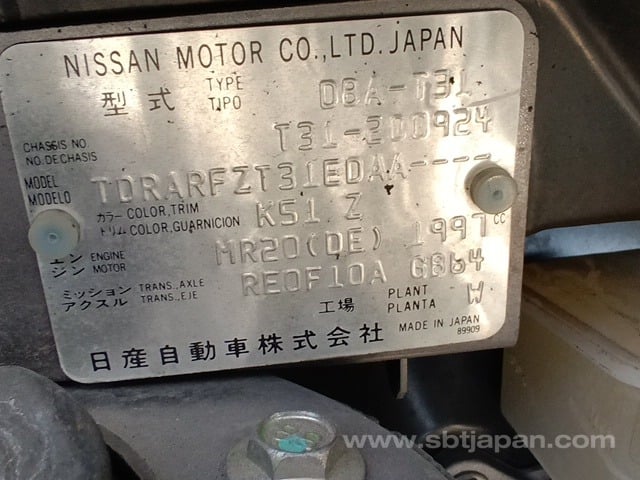 NISSAN MOTOR CO.,LTD. JAPAN
型式 TYPE TIPO DBA-T31
CHASSIS NO. NO.DE CHASIS T31-200924
MODEL MODELO TDRARFZT31EDAA----
カラー COLOR,TRIM トリム COLOR,GUARNICION K51 Z
エンジン ENGINE MOTOR MR20(DE) 1997 cc
ミッション アクスル TRANS.,AXLE TRANS.,EJE RE0F10A GB64
工場 PLANT PLANTA W
日産自動車株式会社 MADE IN JAPAN
89909
www.sbtjapan.com